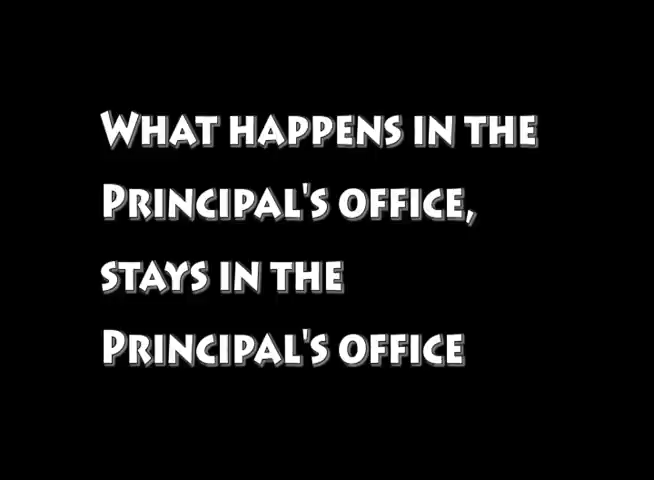 What happens in the
Principal's office,
stays in the
Principal's office